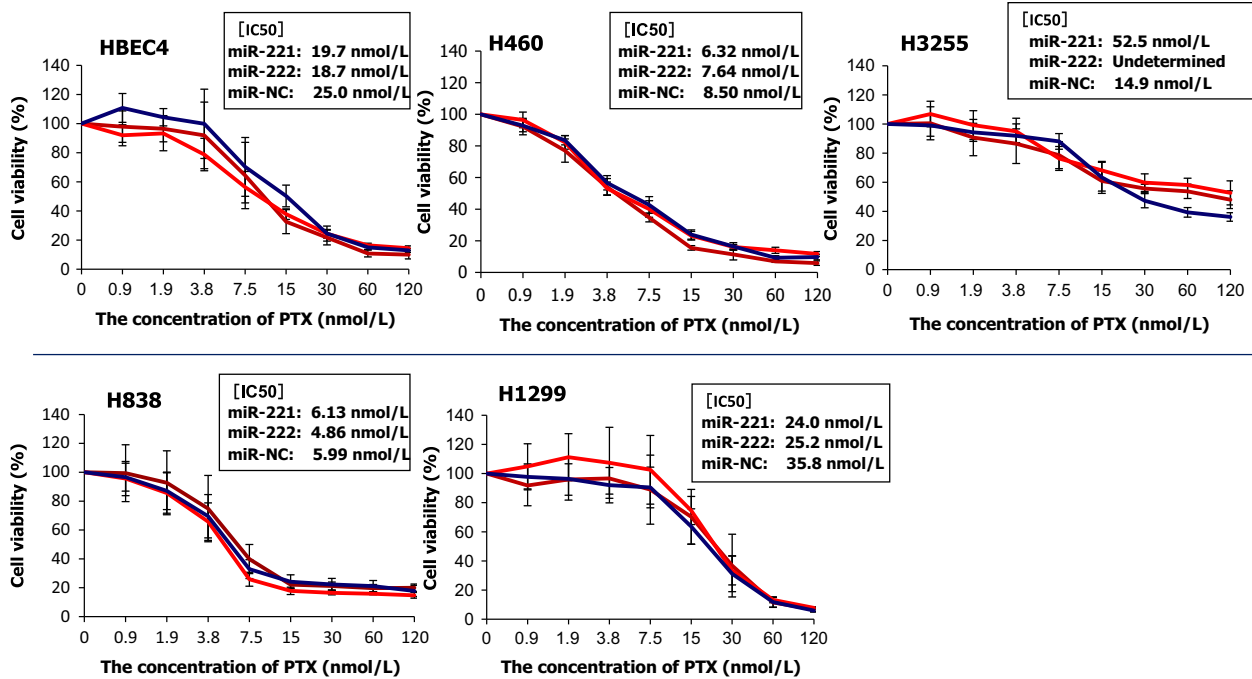 HBEC4
[IC50]
miR-221: 19.7 nmol/L
miR-222: 18.7 nmol/L
miR-NC: 25.0 nmol/L
Cell viability (%)
140
120
100
80
60
40
20
0
0 0.9 1.9 3.8 7.5 15 30 60 120
The concentration of PTX (nmol/L)
H460
[IC50]
miR-221: 6.32 nmol/L
miR-222: 7.64 nmol/L
miR-NC: 8.50 nmol/L
Cell viability (%)
140
120
100
80
60
40
20
0
0 0.9 1.9 3.8 7.5 15 30 60 120
The concentration of PTX (nmol/L)
H3255
[IC50]
miR-221: 52.5 nmol/L
miR-222: Undetermined
miR-NC: 14.9 nmol/L
Cell viability (%)
140
120
100
80
60
40
20
0
0 0.9 1.9 3.8 7.5 15 30 60 120
The concentration of PTX (nmol/L)
H838
[IC50]
miR-221: 6.13 nmol/L
miR-222: 4.86 nmol/L
miR-NC: 5.99 nmol/L
Cell viability (%)
140
120
100
80
60
40
20
0
0 0.9 1.9 3.8 7.5 15 30 60 120
The concentration of PTX (nmol/L)
H1299
[IC50]
miR-221: 24.0 nmol/L
miR-222: 25.2 nmol/L
miR-NC: 35.8 nmol/L
Cell viability (%)
140
120
100
80
60
40
20
0
0 0.9 1.9 3.8 7.5 15 30 60 120
The concentration of PTX (nmol/L)